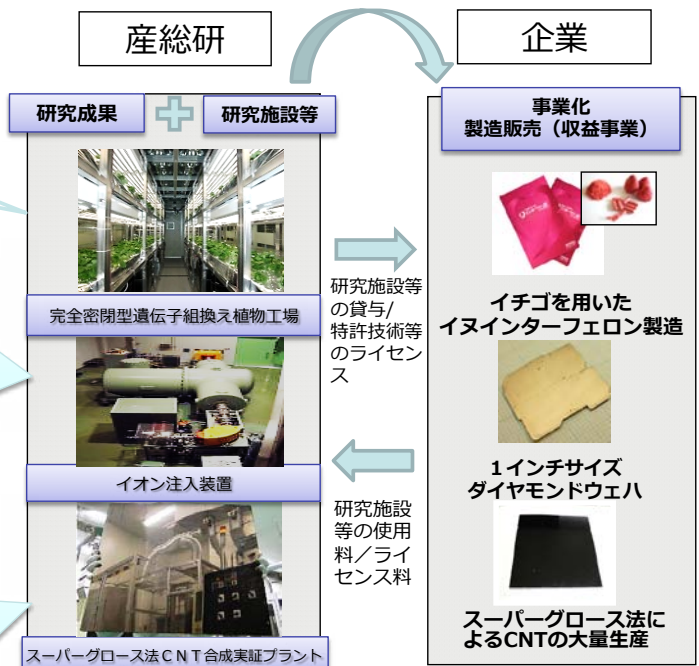 産総研
企業
研究成果
研究施設等
事業化
製造販売（収益事業）
完全密閉型遺伝子組換え植物工場
イオン注入装置
スーパーグロース法ＣＮＴ合成実証プラント
研究施設等
の貸与/
特許技術等
のライセン
ス
研究施設
等の使用
料／ライ
センス料
イチゴを用いた
イヌインターフェロン製造
１インチサイズ
ダイヤモンドウェハ
スーパーグロース法に
よるCNTの大量生産